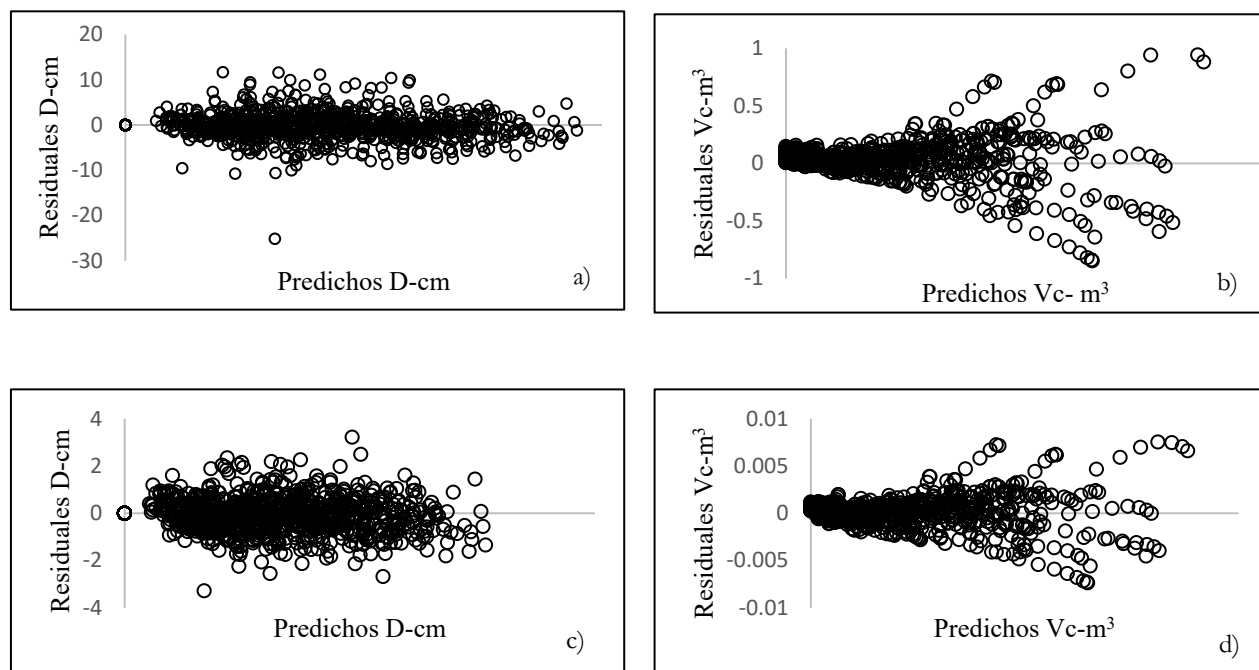 20
10
0
-10
-20
-30
Residuales D-cm
Predichos D-cm
a)
1
0.5
0
-0.5
-1
Residuales Vc-m³
Predichos Vc- m³
b)
4
2
0
-2
-4
Residuales D-cm
Predichos D-cm
c)
0.01
0.005
0
-0.005
-0.01
Residuales Vc-m³
Predichos Vc-m³
d)